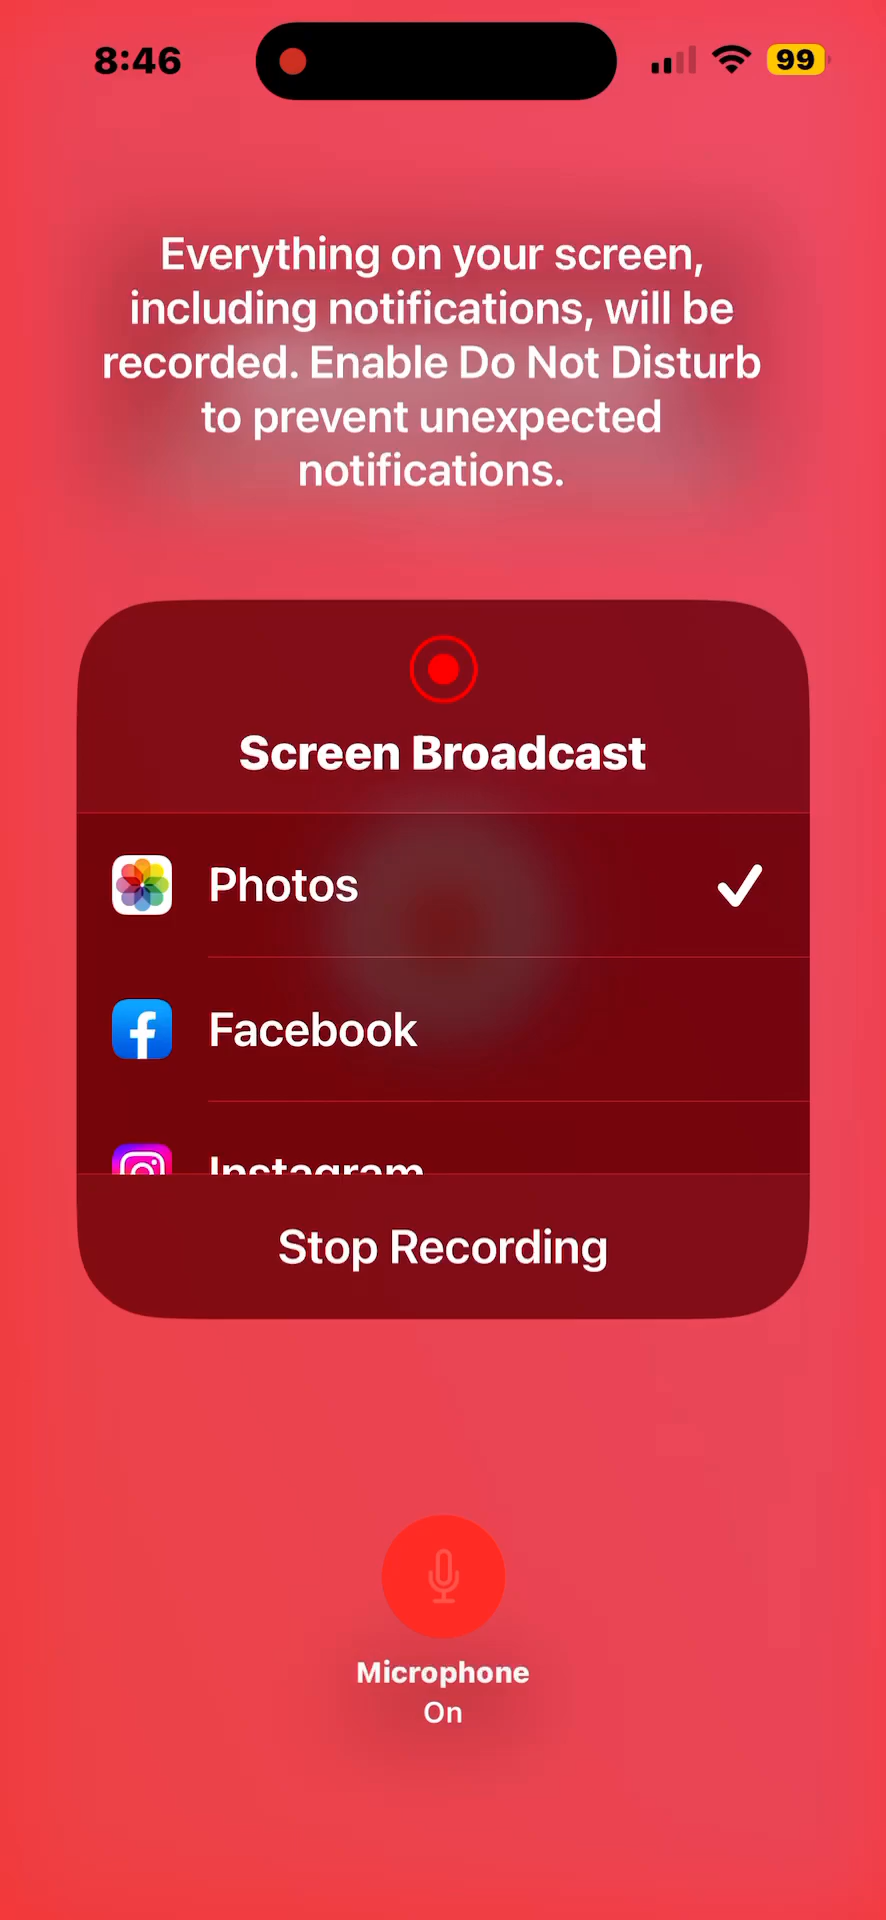 8:46
99
Everything on your screen,
including notifications, will be
recorded. Enable Do Not Disturb
to prevent unexpected
notifications.
Screen Broadcast
Photos
Facebook
Instagram
Stop Recording
Microphone
On